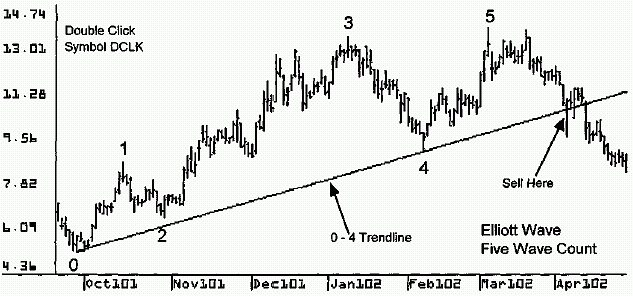 14.74
Double Click
Symbol DCLK
3
5
13.01
11.28
9.56
1
7.82
4
Sell Here
6.09
2
0 - 4 Trendline
Elliott Wave
Five Wave Count
4.36
0
Oct101 Nov101 Dec101 Jan102 Feb102 Mar102 Apr102